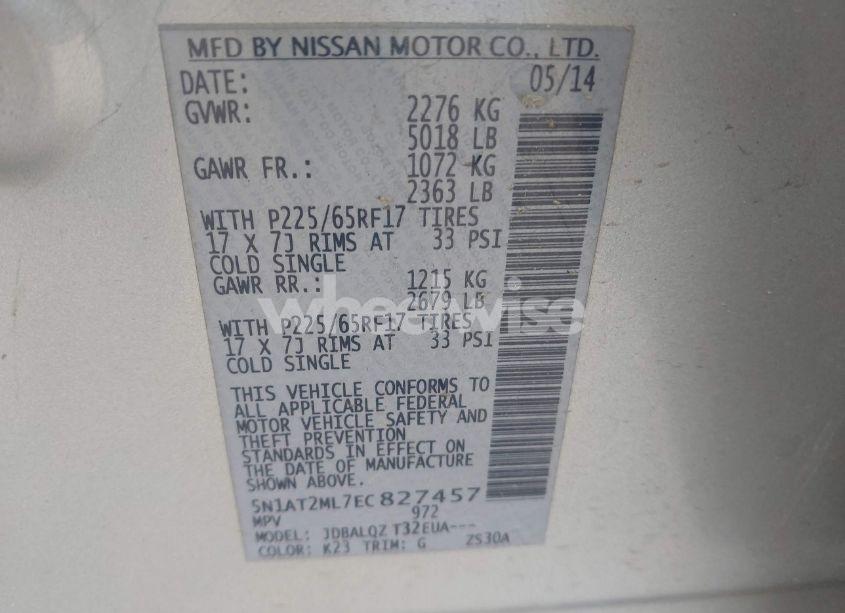 MFD BY NISSAN MOTOR CO., LTD.
DATE: 05/14
GVWR: 2276 KG
5018 LB
GAWR FR.: 1072 KG
2363 LB
WITH P225/65RF17 TIRES
17 X 7J RIMS AT 33 PSI
COLD SINGLE
GAWR RR.: 1215 KG
2679 LB
wheelwise
WITH P225/65RF17 TIRES
17 X 7J RIMS AT 33 PSI
COLD SINGLE
THIS VEHICLE CONFORMS TO
ALL APPLICABLE FEDERAL
MOTOR VEHICLE SAFETY AND
THEFT PREVENTION
STANDARDS IN EFFECT ON
THE DATE OF MANUFACTURE
SHOWN ABOVE.
5N1AT2ML7EC827457
MPV 972
MODEL: JDBALQZ T32EUA---
COLOR: K23 TRIM: G ZS30A